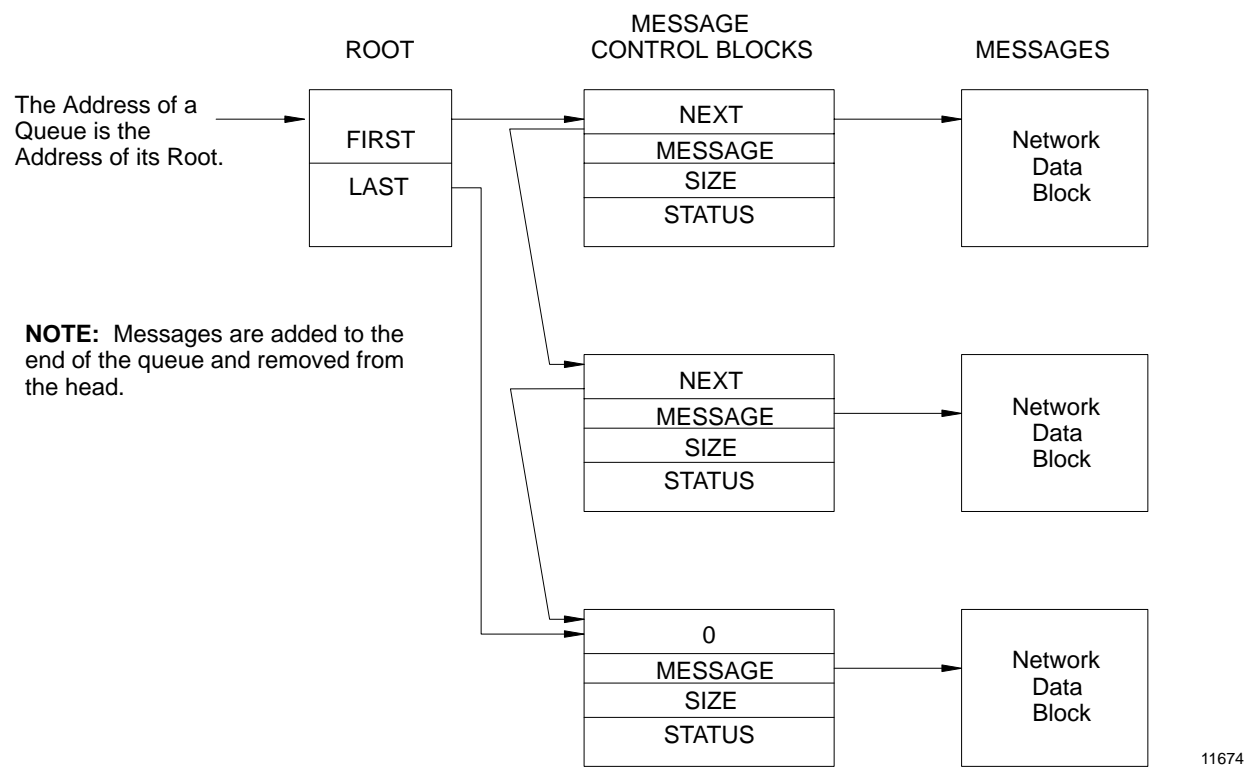 MESSAGE
ROOT
CONTROL BLOCKS
MESSAGES
The Address of a
Queue is the
Address of its Root.
FIRST
LAST
NEXT
MESSAGE
SIZE
STATUS
Network
Data
Block
NOTE: Messages are added to the
end of the queue and removed from
the head.
NEXT
MESSAGE
SIZE
STATUS
Network
Data
Block
0
MESSAGE
SIZE
STATUS
Network
Data
Block
11674